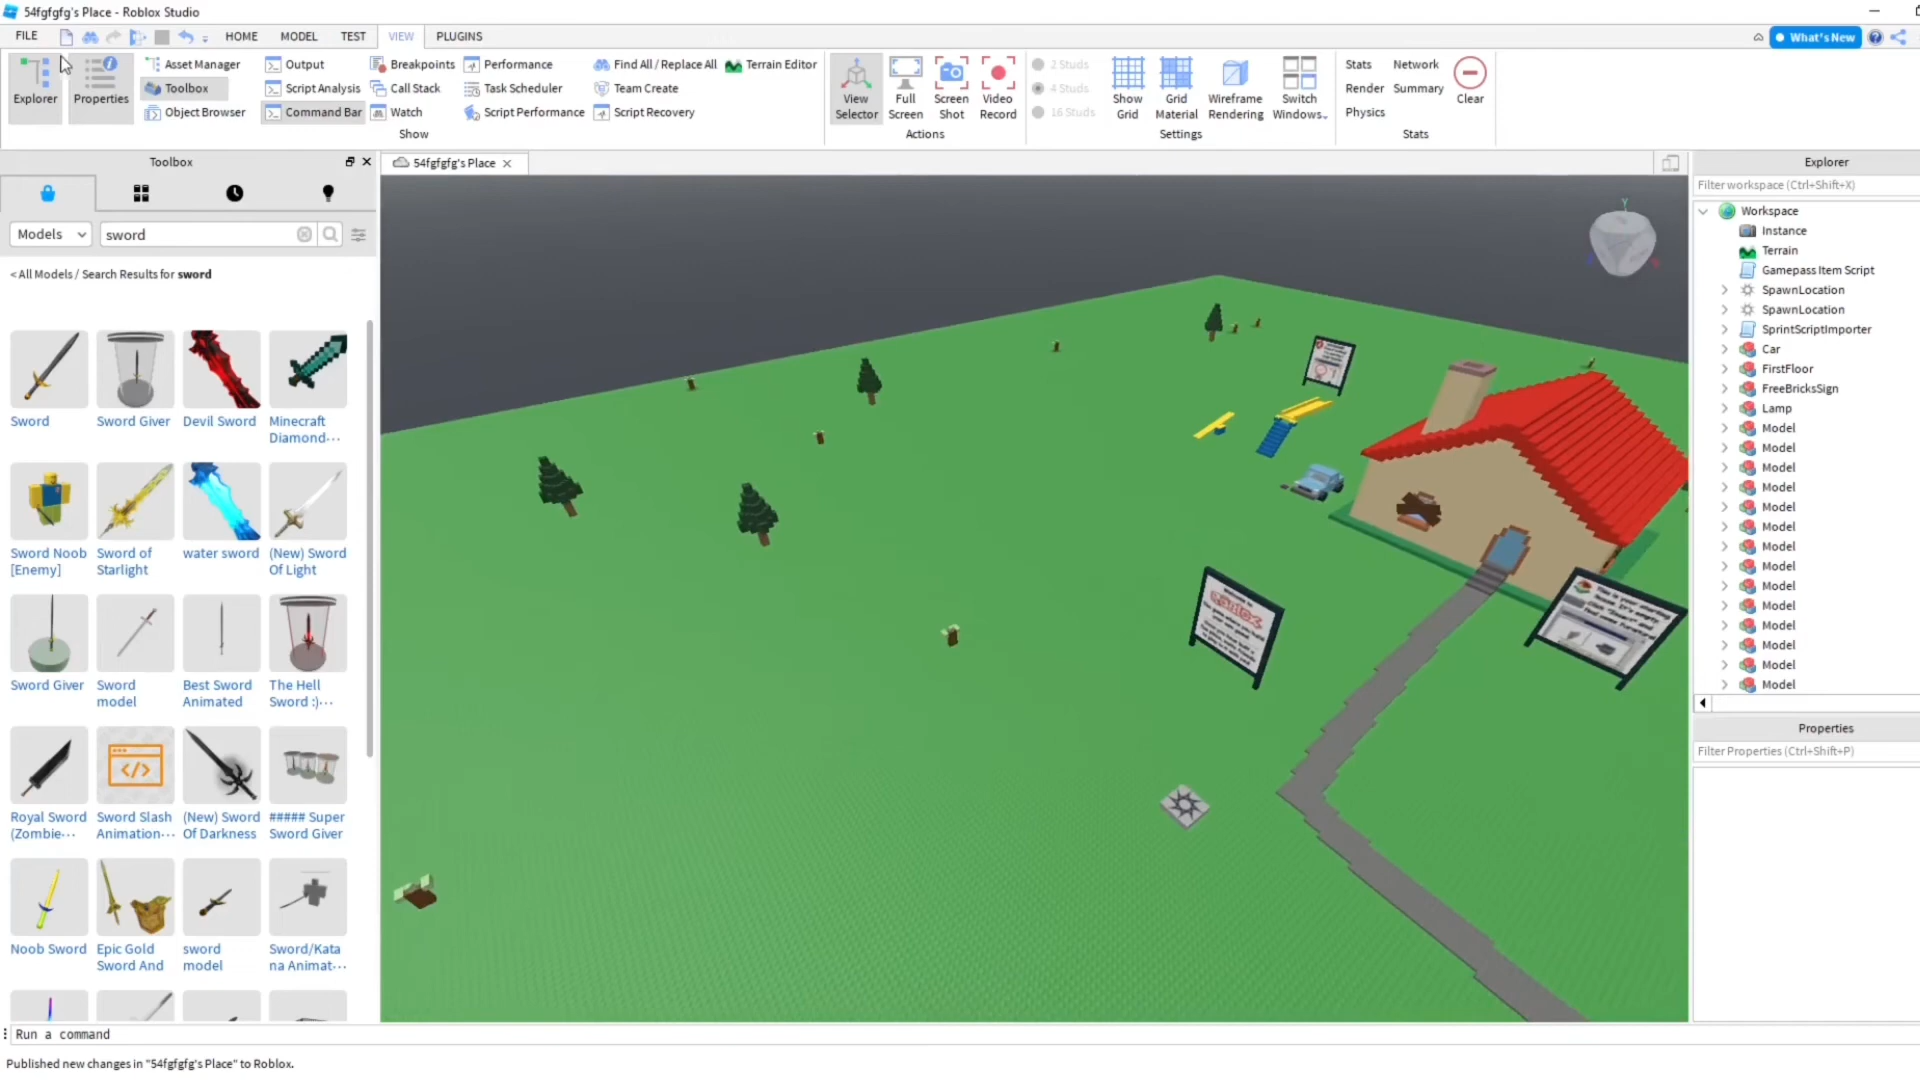 54fgfgfg's Place - Roblox Studio
FILE HOME MODEL TEST VIEW PLUGINS What's New
Explorer Properties Asset Manager Toolbox Object Browser
Output Script Analysis Command Bar
Breakpoints Call Stack Watch
Performance Task Scheduler Script Performance
Find All / Replace All Team Create Script Recovery
Terrain Editor
Show
View Selector Full Screen Screen Shot Video Record
Actions
2 Studs 4 Studs 16 Studs
Show Grid Grid Material Wireframe Rendering Switch Windows
Settings
Stats Network
Render Summary
Physics
Clear
Stats
Toolbox
Models sword
< All Models / Search Results for sword
Sword
Sword Giver
Devil Sword
Minecraft Diamond···
Sword Noob [Enemy]
Sword of Starlight
water sword
(New) Sword Of Light
Sword Giver
Sword model
Best Sword Animated
The Hell Sword :)···
Royal Sword (Zombie···
Sword Slash Animation···
(New) Sword Of Darkness
##### Super Sword Giver
Noob Sword
Epic Gold Sword And
sword model
Sword/Kata na Animat···
54fgfgfg's Place
Y
Welcome to
ROBLOX
Explorer
Filter workspace (Ctrl+Shift+X)
Workspace
Instance
Terrain
Gamepass Item Script
SpawnLocation
SpawnLocation
SprintScriptImporter
Car
FirstFloor
FreeBricksSign
Lamp
Model
Model
Model
Model
Model
Model
Model
Model
Model
Model
Model
Model
Model
Model
Properties
Filter Properties (Ctrl+Shift+P)
Run a command
Published new changes in "54fgfgfg's Place" to Roblox.